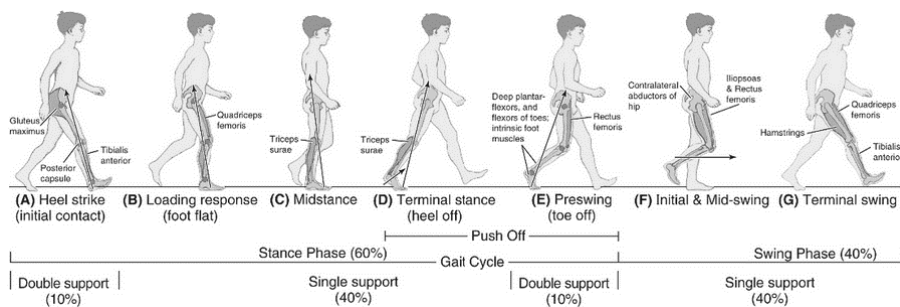 Gluteus
maximus
Posterior
capsule
Tibialis
anterior
Quadriceps
femoris
Triceps
surae
Triceps
surae
Deep plantar-
flexors, and
flexors of toes;
intrinsic foot
muscles
Rectus
femoris
Contralateral
abductors of
hip
Iliopsoas
& Rectus
femoris
Hamstrings
Quadriceps
femoris
Tibialis
anterior
(A) Heel strike
(initial contact)
(B) Loading response
(foot flat)
(C) Midstance
(D) Terminal stance
(heel off)
(E) Preswing
(toe off)
(F) Initial & Mid-swing
(G) Terminal swing
Push Off
Stance Phase (60%)
Swing Phase (40%)
Gait Cycle
Double support
(10%)
Single support
(40%)
Double support
(10%)
Single support
(40%)